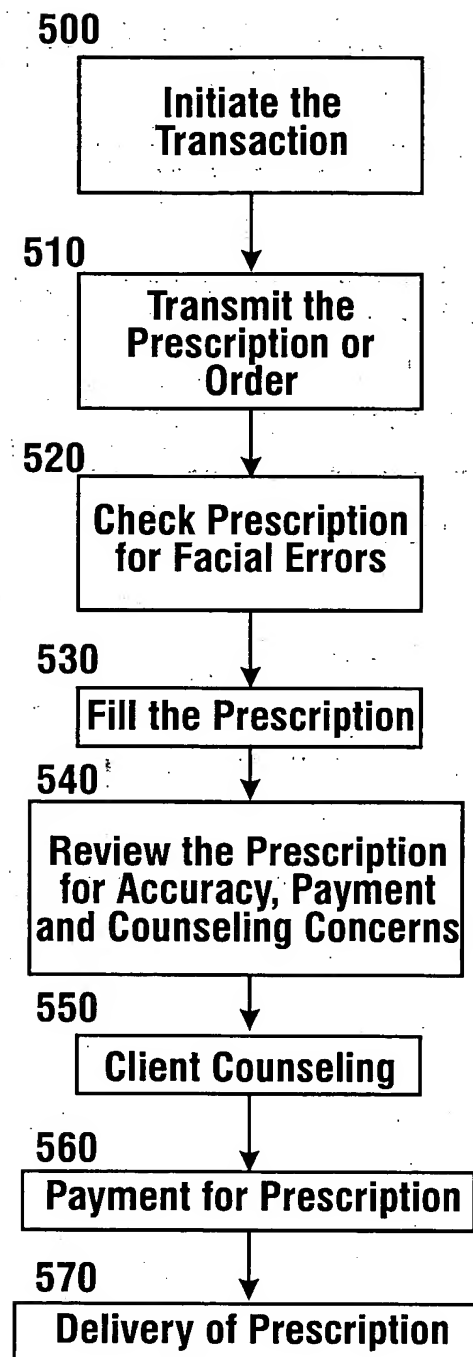 500
Initiate the
Transaction
510
Transmit the
Prescription or
Order
520
Check Prescription
for Facial Errors
530
Fill the Prescription
540
Review the Prescription
for Accuracy, Payment
and Counseling Concerns
550
Client Counseling
560
Payment for Prescription
570
Delivery of Prescription